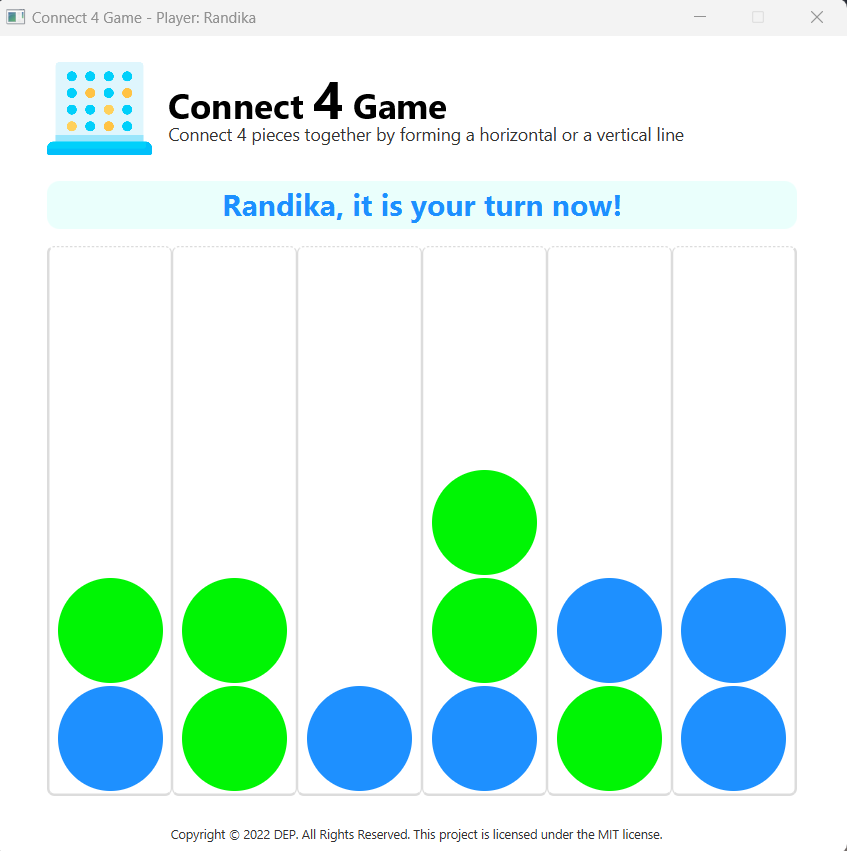 Connect 4 Game - Player: Randika
Connect 4 Game
Connect 4 pieces together by forming a horizontal or a vertical line
Randika, it is your turn now!
Copyright © 2022 DEP. All Rights Reserved. This project is licensed under the MIT license.